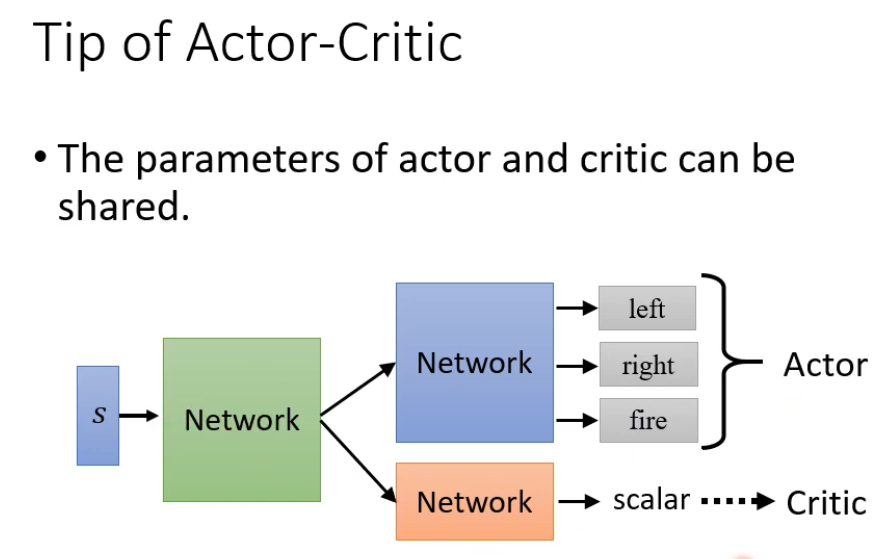 Tip of Actor-Critic
• The parameters of actor and critic can be
shared.
left
Network
right
Actor
s
Network
fire
Network
scalar
Critic